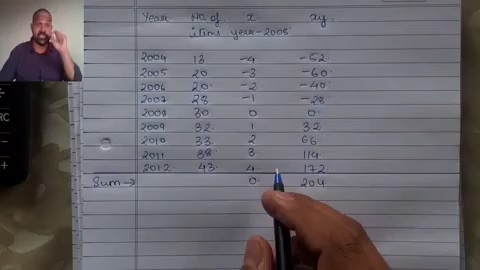 Year No. of x xy
items year-2008
2004 13 -4 -52
2005 20 -3 -60
2006 20 -2 -40
2007 28 -1 -28
2008 30 0 0
2009 32 1 32
2010 33 2 66
2011 38 3 114
2012 43 4 172
Sum→ 0 204